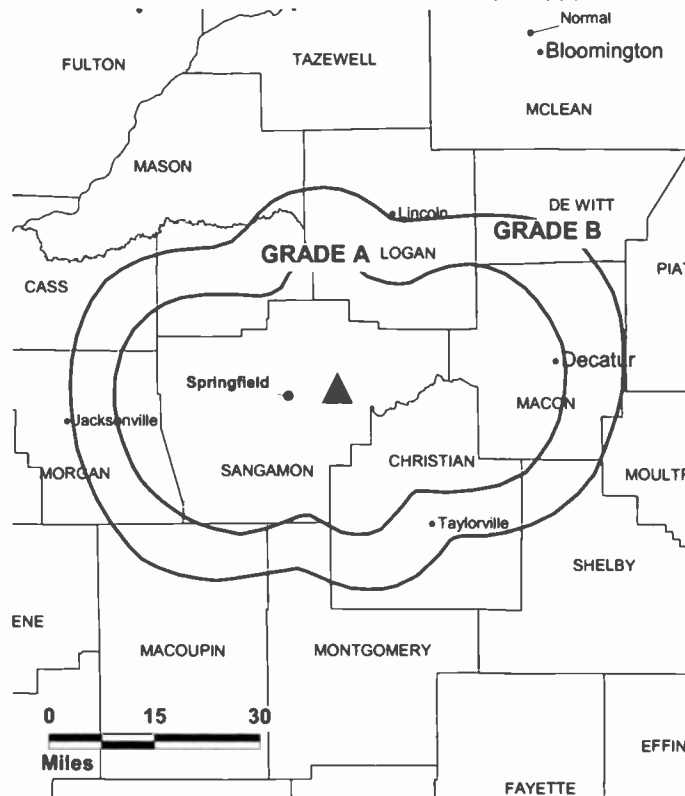 Normal
Bloomington
FULTON
TAZEWELL
MCLEAN
MASON
DE WITT
Lincoln
GRADE B
GRADE A
LOGAN
PIAT
CASS
Decatur
Springfield
MACON
Jacksonville
CHRISTIAN
MORGAN
SANGAMON
MOULTR
Taylorville
SHELBY
ENE
MACOUPIN
MONTGOMERY
0 15 30
Miles
EFFIN
FAYETTE